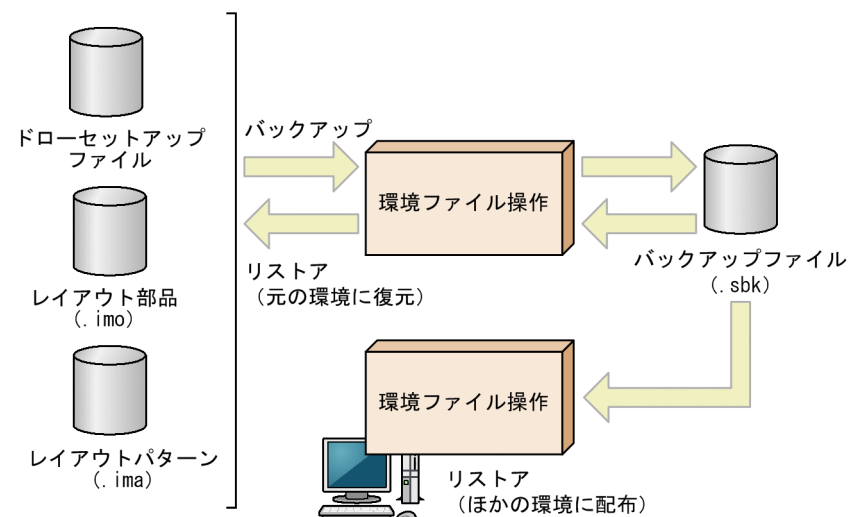 ドローセットアップ
ファイル
レイアウト部品
(.imo)
レイアウトパターン
(.ima)
バックアップ
リストア
（元の環境に復元）
環境ファイル操作
バックアップファイル
(.sbk)
環境ファイル操作
リストア
（ほかの環境に配布）